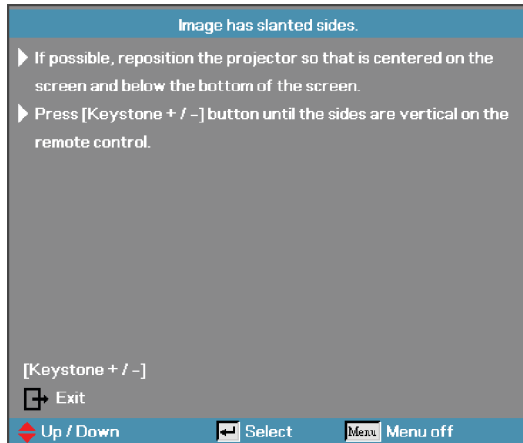 Image has slanted sides.
If possible, reposition the projector so that is centered on the
screen and below the bottom of the screen.
Press [Keystone + / -] button until the sides are vertical on the
remote control.
[Keystone + / -]
Exit
Up / Down Select Menu Menu off